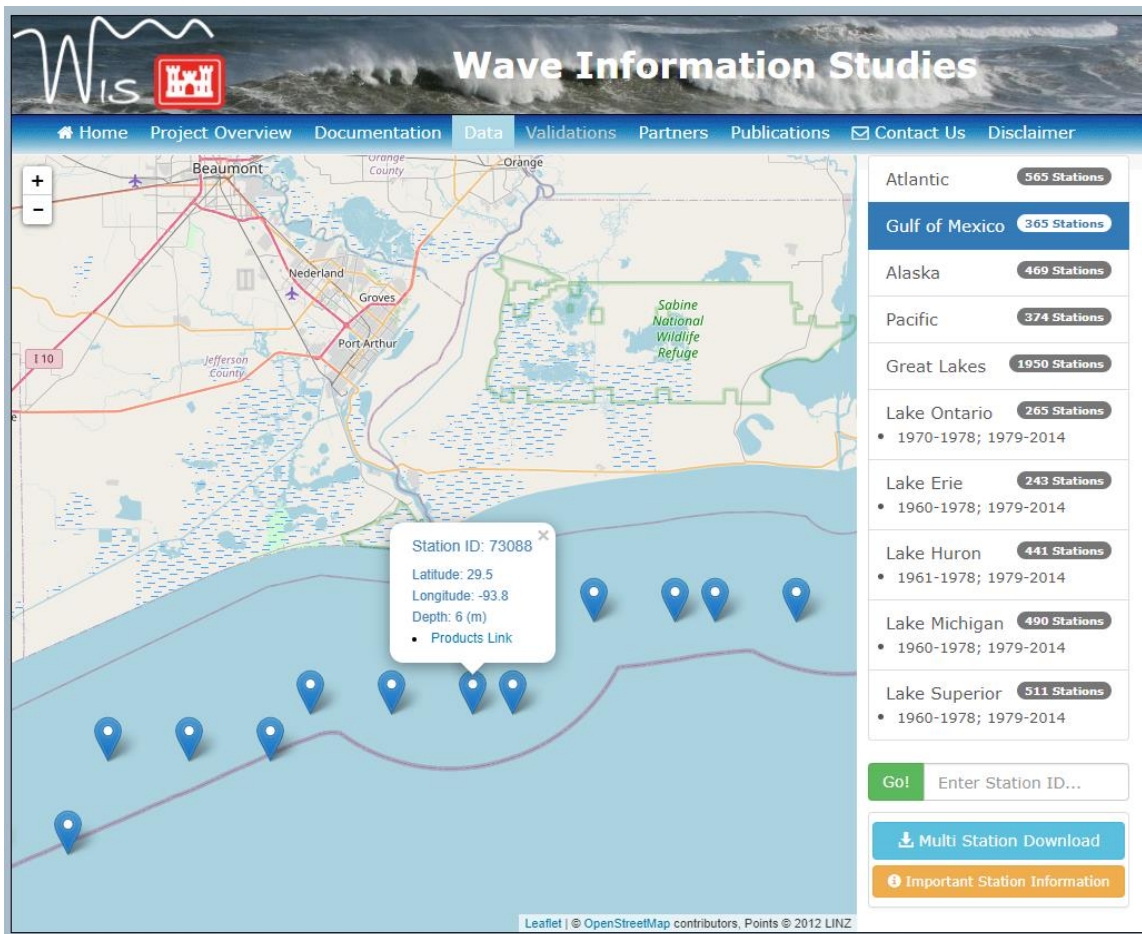 Wis
Wave Information Studies
Home Project Overview Documentation Data Validations Partners Publications Contact Us Disclaimer
+
-
Beaumont
Orange
County
Orange
Nederland
Groves
Port Arthur
I 10
Jefferson
County
Sabine
National
Wildlife
Refuge
Station ID: 73088 ×
Latitude: 29.5
Longitude: -93.8
Depth: 6 (m)
• Products Link
Leaflet | © OpenStreetMap contributors, Points © 2012 LINZ
Atlantic 565 Stations
Gulf of Mexico 365 Stations
Alaska 469 Stations
Pacific 374 Stations
Great Lakes 1950 Stations
Lake Ontario 265 Stations
• 1970-1978; 1979-2014
Lake Erie 243 Stations
• 1960-1978; 1979-2014
Lake Huron 441 Stations
• 1961-1978; 1979-2014
Lake Michigan 490 Stations
• 1960-1978; 1979-2014
Lake Superior 511 Stations
• 1960-1978; 1979-2014
Go! Enter Station ID...
Multi Station Download
Important Station Information